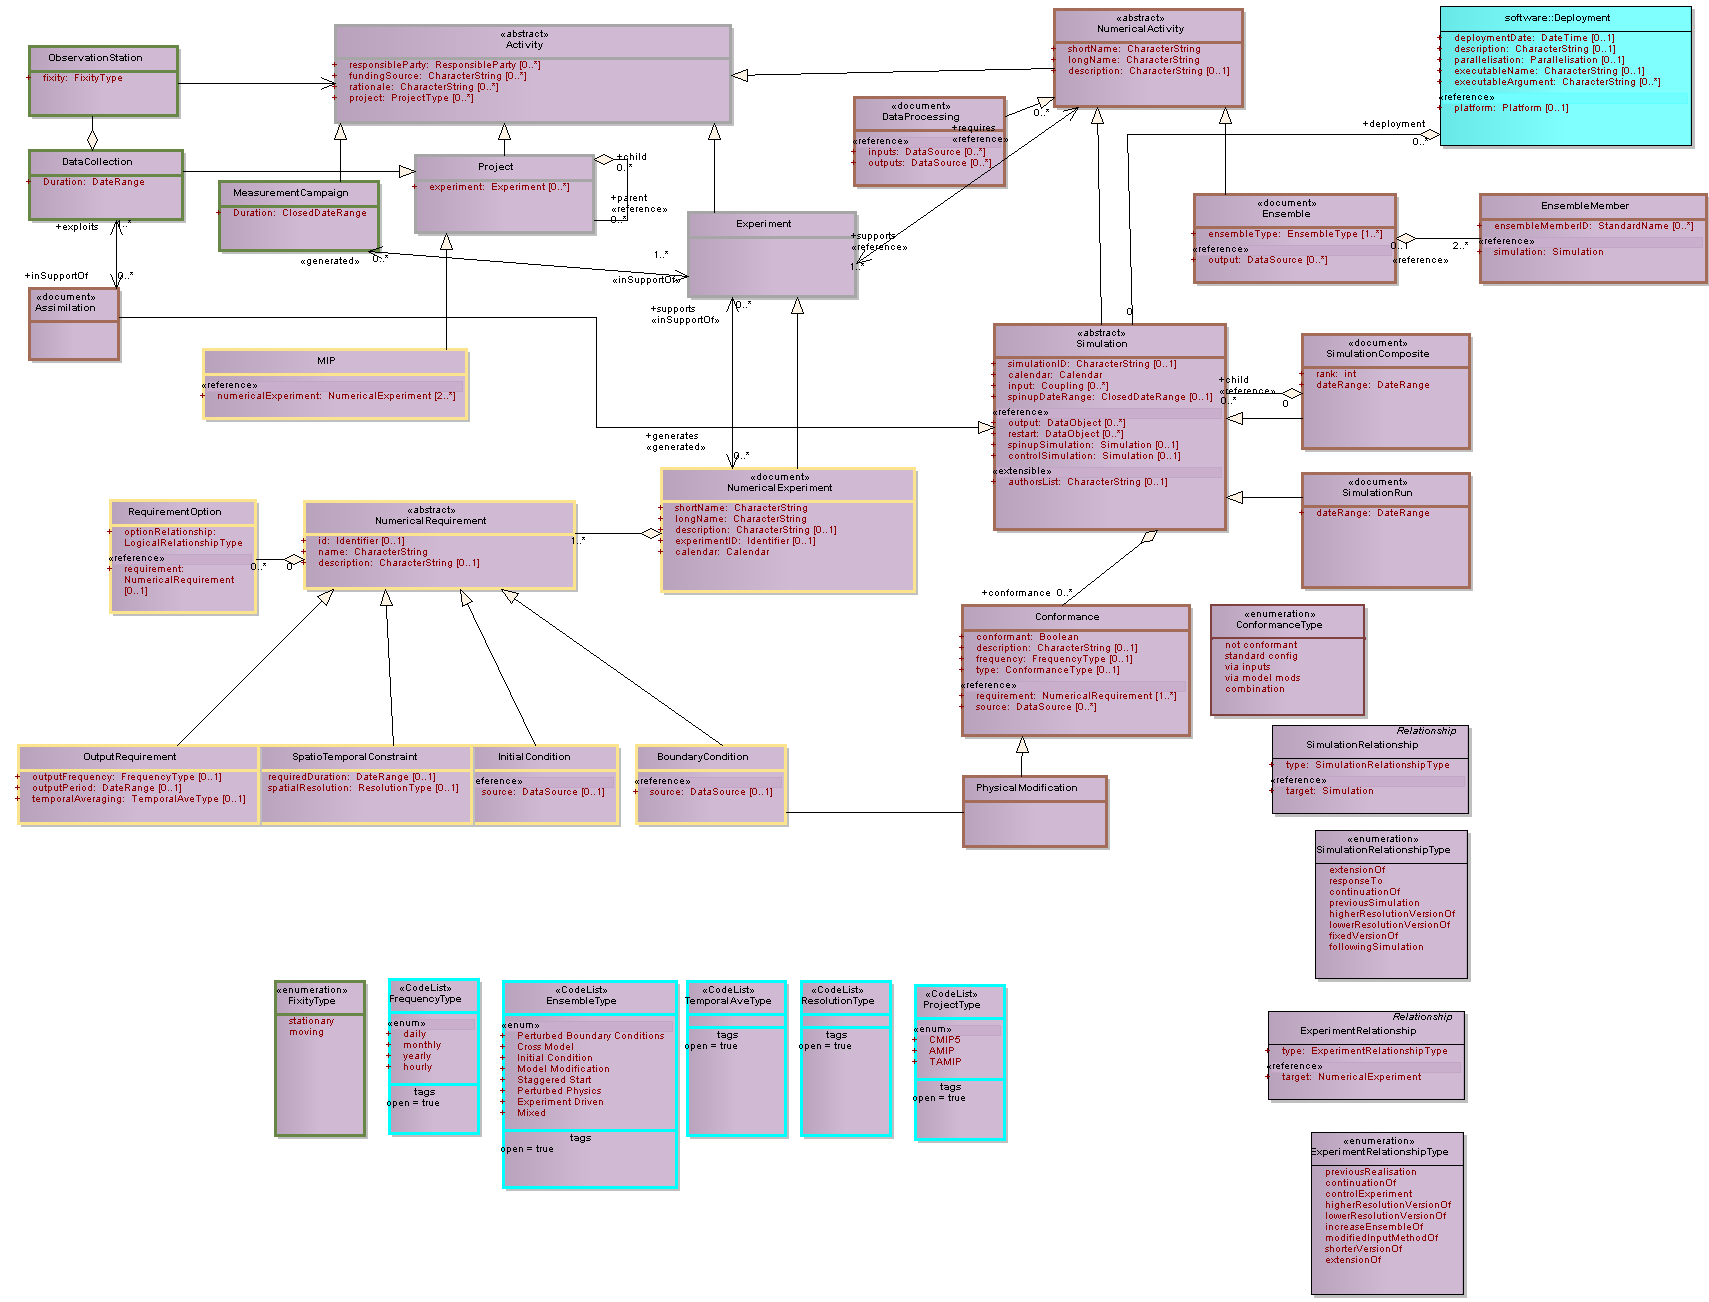 ObservationStation
+ fixity: FixityType
«abstract»
Activity
+ responsibleParty: ResponsibleParty [0..*]
+ fundingSource: CharacterString [0..*]
+ rationale: CharacterString [0..*]
+ project: ProjectType [0..*]
«abstract»
NumericalActivity
+ shortName: CharacterString
+ longName: CharacterString
+ description: CharacterString [0..1]
software::Deployment
+ deploymentDate: DateTime [0..1]
+ description: CharacterString [0..1]
+ parallelisation: Parallelisation [0..1]
+ executableName: CharacterString [0..1]
+ executableArgument: CharacterString [0..*]
«reference»
+ platform: Platform [0..1]
«document»
DataProcessing
«reference»
+ inputs: DataSource [0..*]
+ outputs: DataSource [0..*]
0..*
+requires
«reference»
+deployment
0..*
DataCollection
+ Duration: DateRange
MeasurementCampaign
+ Duration: ClosedDateRange
Project
+ experiment: Experiment [0..*]
+child
0..*
+parent
«reference»
0..*
Experiment
+supports
«reference»
1..*
«document»
Ensemble
+ ensembleType: EnsembleType [1..*]
«reference»
+ output: DataSource [0..*]
0..1
2..*
«reference»
EnsembleMember
+ ensembleMemberID: StandardName [0..*]
«reference»
+ simulation: Simulation
+exploits
0..*
+inSupportOf
0..*
«generated»
0..*
1..*
«inSupportOf»
«document»
Assimilation
+supports
«inSupportOf»
0..*
0
MIP
«reference»
+ numericalExperiment: NumericalExperiment [2..*]
«abstract»
Simulation
+ simulationID: CharacterString [0..1]
+ calendar: Calendar
+ input: Coupling [0..*]
+ spinupDateRange: ClosedDateRange [0..1]
«reference»
+ output: DataObject [0..*]
+ restart: DataObject [0..*]
+ spinupSimulation: Simulation [0..1]
+ controlSimulation: Simulation [0..1]
«extensible»
+ authorsList: CharacterString [0..1]
+child
«reference»
0..*
0
«document»
SimulationComposite
+ rank: int
+ dateRange: DateRange
«document»
SimulationRun
+ dateRange: DateRange
+generates
«generated»
0..*
«document»
NumericalExperiment
+ shortName: CharacterString
+ longName: CharacterString
+ description: CharacterString [0..1]
+ experimentID: Identifier [0..1]
+ calendar: Calendar
1..*
RequirementOption
+ optionRelationship:
LogicalRelationshipType
«reference»
+ requirement:
NumericalRequirement
[0..1]
0..*
0
«abstract»
NumericalRequirement
+ id: Identifier [0..1]
+ name: CharacterString
+ description: CharacterString [0..1]
+conformance 0..*
Conformance
+ conformant: Boolean
+ description: CharacterString [0..1]
+ frequency: FrequencyType [0..1]
+ type: ConformanceType [0..1]
«reference»
+ requirement: NumericalRequirement [1..*]
+ source: DataSource [0..*]
«enumeration»
ConformanceType
not conformant
standard config
via inputs
via model mods
combination
OutputRequirement
+ outputFrequency: FrequencyType [0..1]
+ outputPeriod: DateRange [0..1]
+ temporalAveraging: TemporalAveType [0..1]
SpatioTemporalConstraint
requiredDuration: DateRange [0..1]
spatialResolution: ResolutionType [0..1]
InitialCondition
reference»
source: DataSource [0..1]
BoundaryCondition
«reference»
+ source: DataSource [0..1]
PhysicalModification
Relationship
SimulationRelationship
+ type: SimulationRelationshipType
«reference»
+ target: Simulation
«enumeration»
SimulationRelationshipType
extensionOf
responseTo
continuationOf
previousSimulation
higherResolutionVersionOf
lowerResolutionVersionOf
fixedVersionOf
followingSimulation
«enumeration»
FixityType
stationary
moving
«CodeList»
FrequencyType
«enum»
+ daily
+ monthly
+ yearly
+ hourly
tags
open = true
«CodeList»
EnsembleType
«enum»
+ Perturbed Boundary Conditions
+ Cross Model
+ Initial Condition
+ Model Modification
+ Staggered Start
+ Perturbed Physics
+ Experiment Driven
+ Mixed
tags
open = true
«CodeList»
TemporalAveType
tags
open = true
«CodeList»
ResolutionType
tags
open = true
«CodeList»
ProjectType
«enum»
+ CMIP5
+ AMIP
+ TAMIP
tags
open = true
Relationship
ExperimentRelationship
+ type: ExperimentRelationshipType
«reference»
+ target: NumericalExperiment
«enumeration»
ExperimentRelationshipType
previousRealisation
continuationOf
controlExperiment
higherResolutionVersionOf
lowerResolutionVersionOf
increaseEnsembleOf
modifiedInputMethodOf
shorterVersionOf
extensionOf